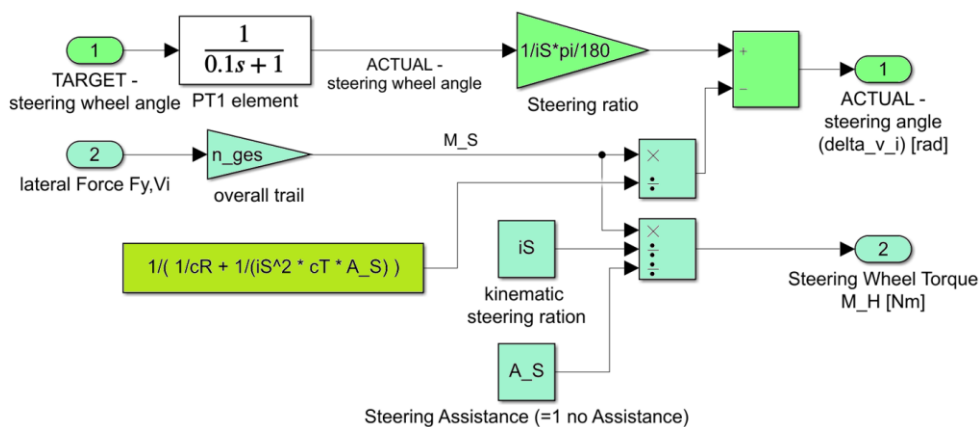 1
TARGET -
steering wheel angle
1
0.1s + 1
PT1 element
ACTUAL -
steering wheel angle
1/iS*pi/180
Steering ratio
+
−
1
ACTUAL -
steering angle
(delta_v_i) [rad]
2
lateral Force Fy,Vi
n_ges
overall trail
M_S
×
÷
1/( 1/cR + 1/(iS^2 * cT * A_S) )
iS
kinematic
steering ration
×
÷
÷
2
Steering Wheel Torque
M_H [Nm]
A_S
Steering Assistance (=1 no Assistance)